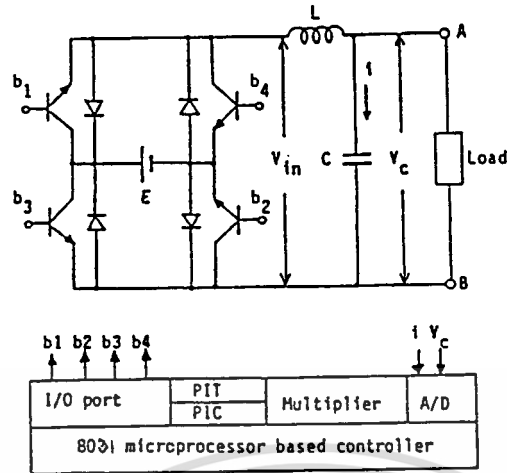 L
A
b1
b4
i
Vin
C
Vc
Load
E
b3
b2
B
b1 b2 b3 b4
i Vc
I/O port
PIT
PIC
Multiplier
A/D
8031 microprocessor based controller